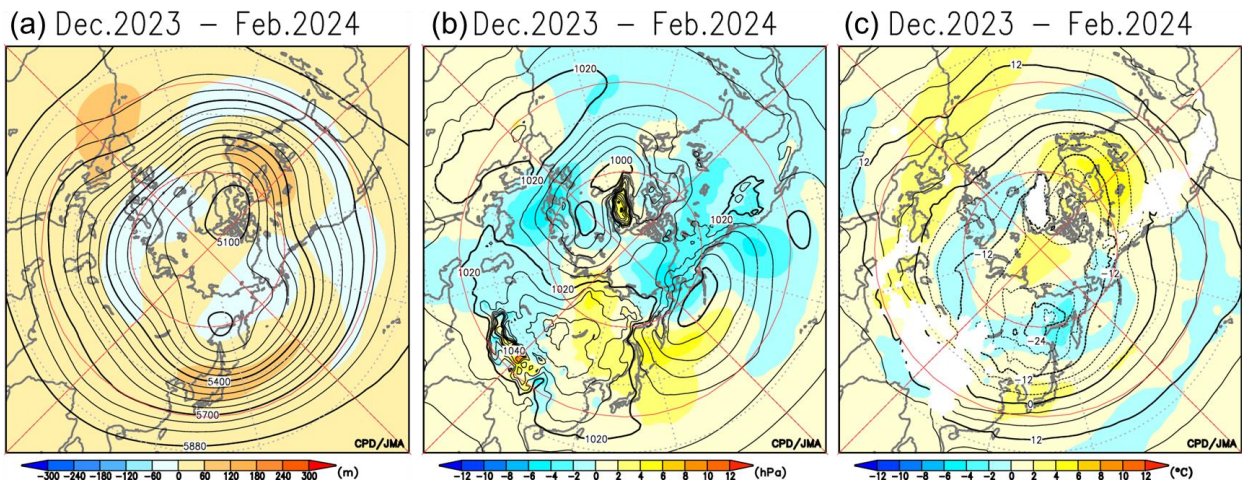 (a) Dec.2023 – Feb.2024
5100
5400
5700
5880
CPD/JMA
-300 -240 -180 -120 -60 0 60 120 180 240 300 (m)
(b) Dec.2023 – Feb.2024
1020
1000
1020
1020
1020
1020
1040
1020
CPD/JMA
-12 -10 -8 -6 -4 -2 0 2 4 6 8 10 12 (hPa)
(c) Dec.2023 – Feb.2024
12
12
-12
-12
-24
-12
0
12
CPD/JMA
-12 -10 -8 -6 -4 -2 0 2 4 6 8 10 12 (°C)